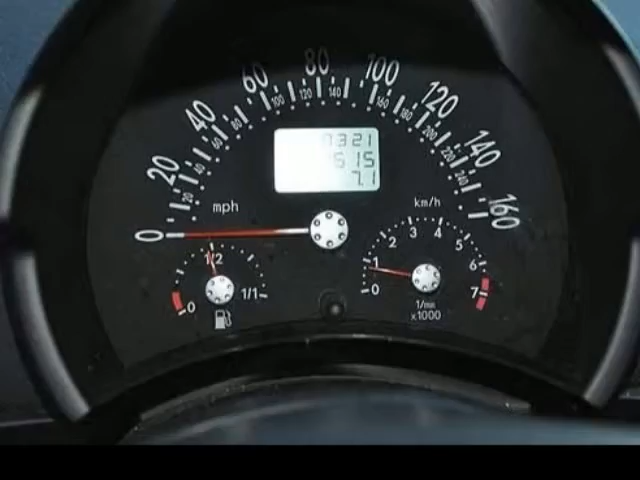 0 20 40 60 80 100 120 140 160
20 40 60 80 100 120 140 160 180 200 220 240
321
615
7.1
mph
km/h
0 1/2 1/1
0 1 2 3 4 5 6 7
1/min
x1000